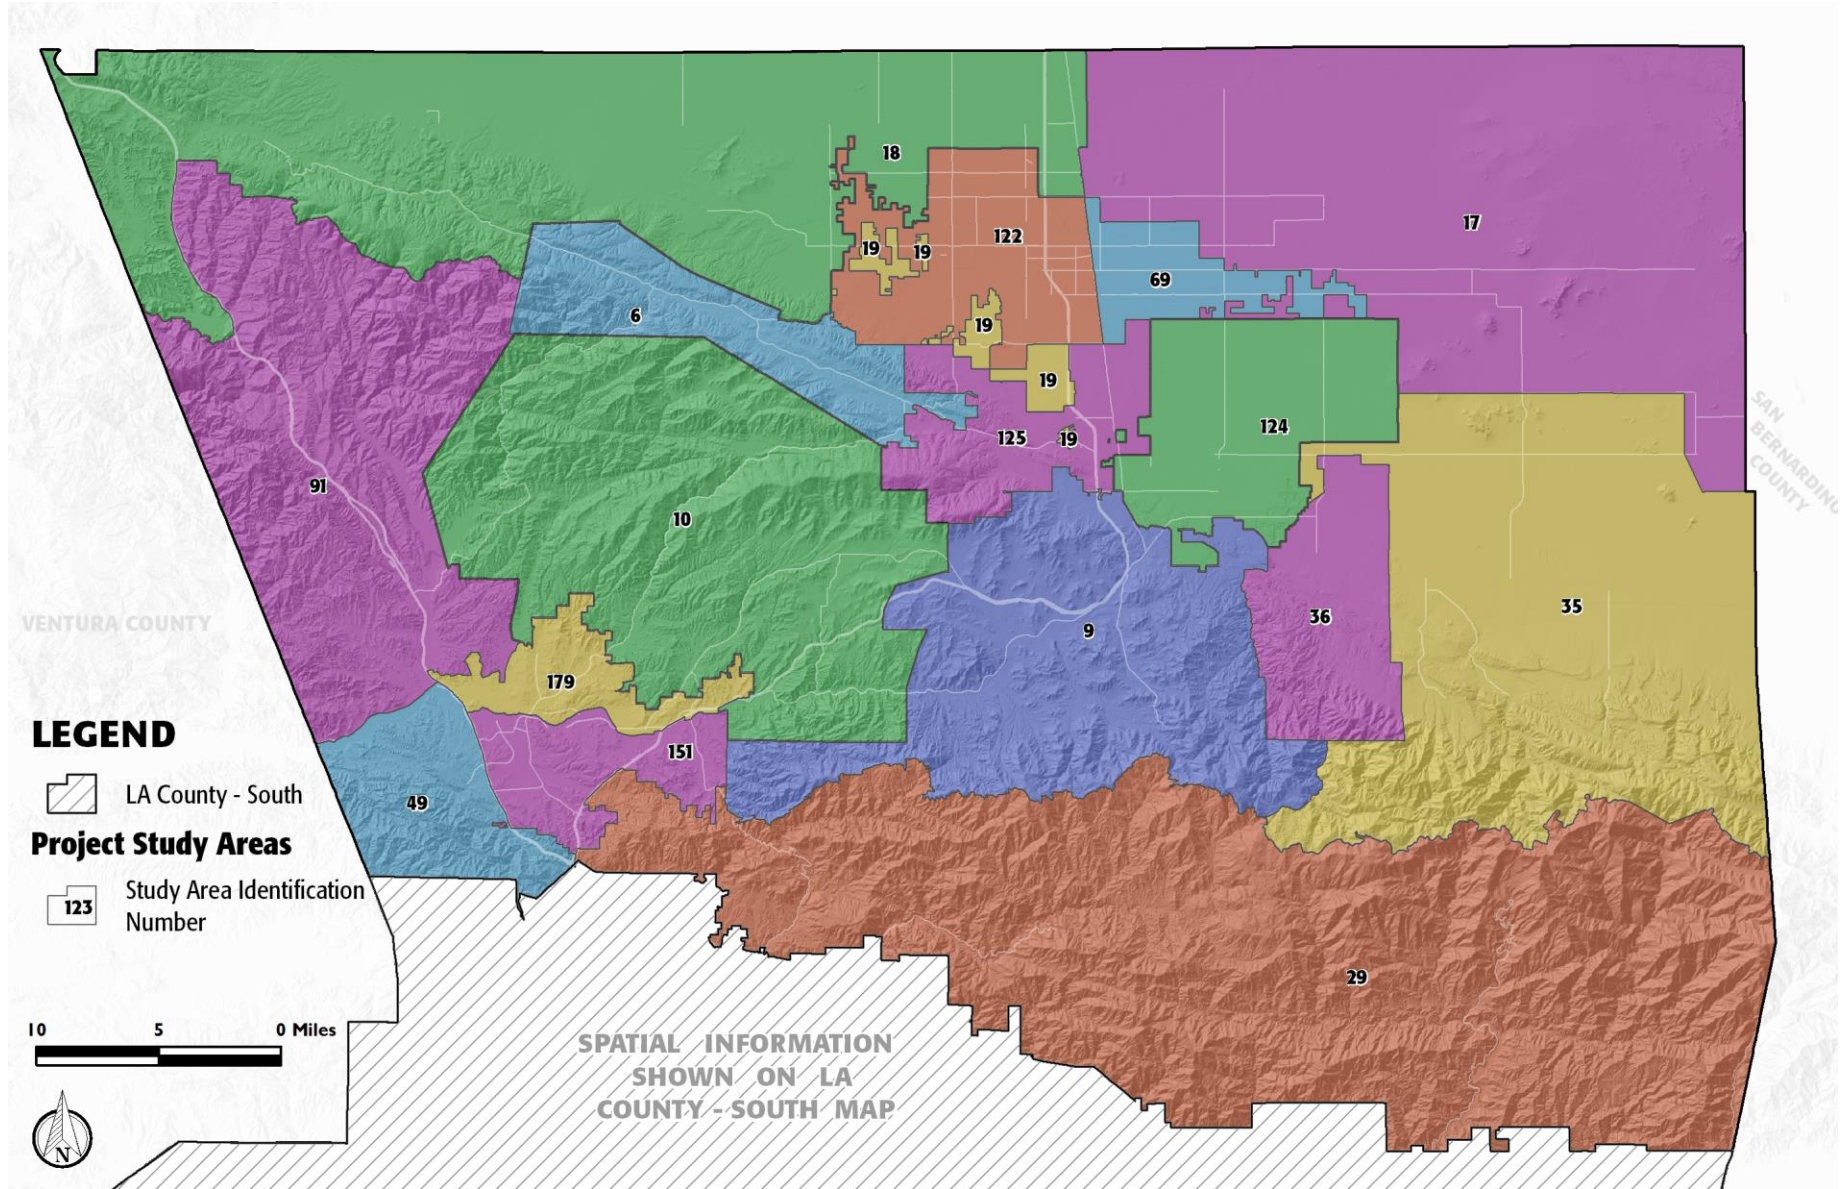 18
17
19
19
122
69
6
19
19
124
125
19
SAN
BERNARDINO
COUNTY
91
10
35
36
VENTURA COUNTY
9
179
LEGEND
151
LA County - South
49
Project Study Areas
123
Study Area Identification
Number
29
10 5 0 Miles
SPATIAL INFORMATION
SHOWN ON LA
COUNTY - SOUTH MAP
N